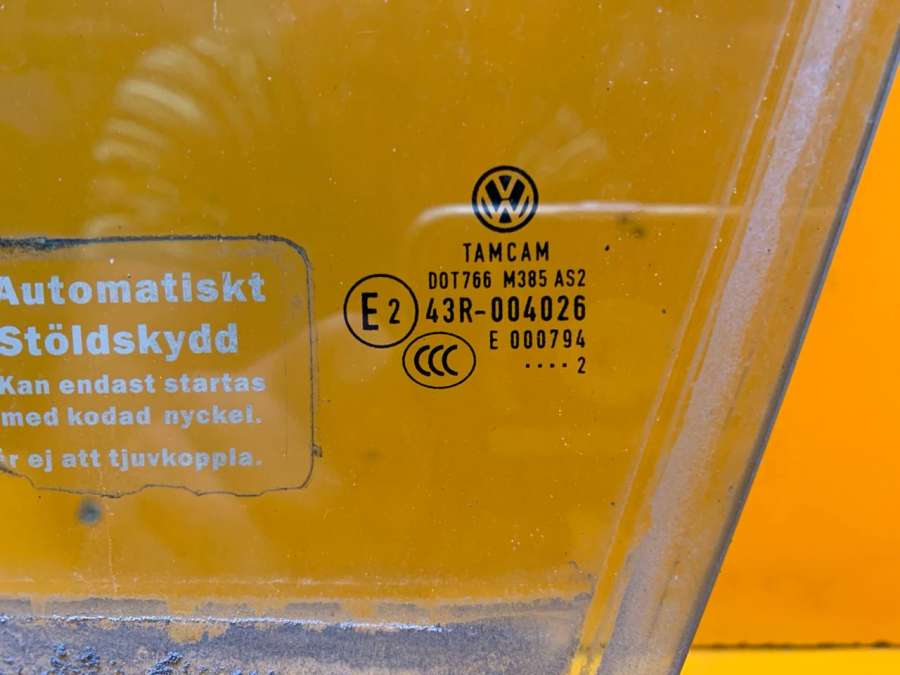 TAMCAM
DOT766 M385 AS2
E2 43R-004026
E 000794
CCC
.... 2
Automatiskt
Stöldskydd
Kan endast startas
med kodad nyckel.
ej att tjuvkoppla.